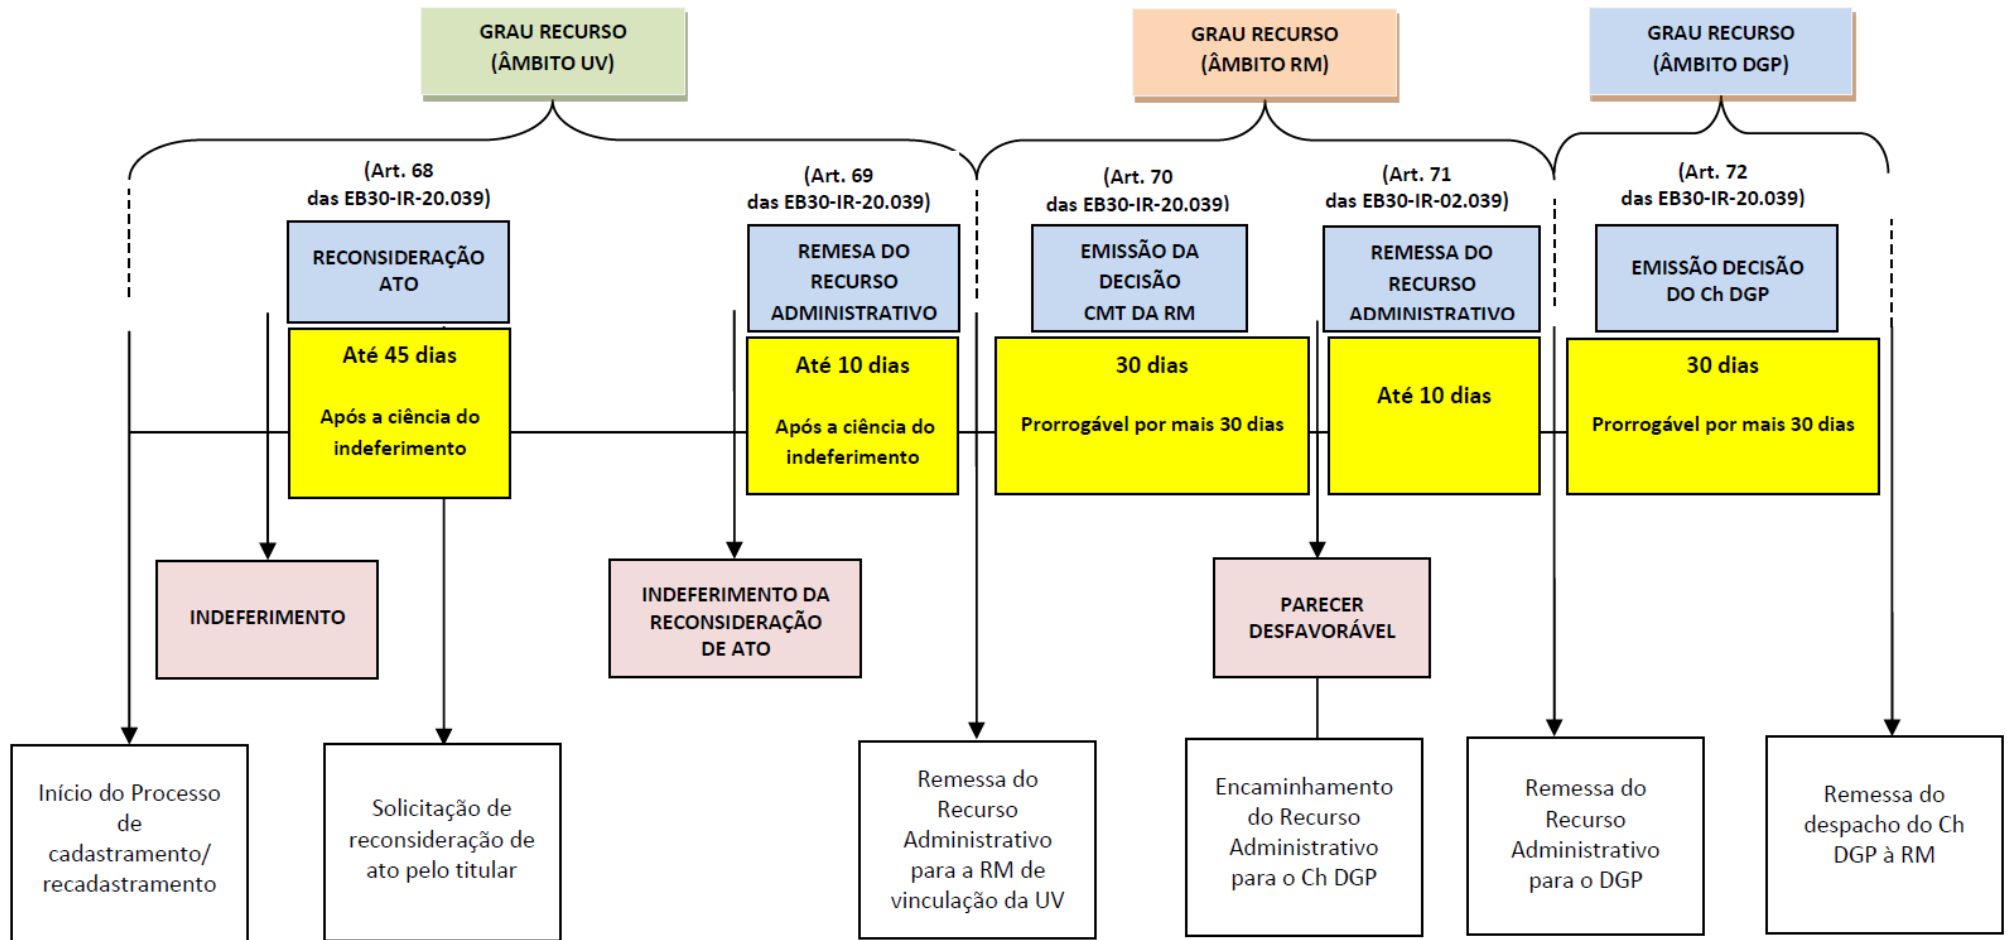 GRAU RECURSO
(ÂMBITO UV)
GRAU RECURSO
(ÂMBITO RM)
GRAU RECURSO
(ÂMBITO DGP)
(Art. 68
das EB30-IR-20.039)
(Art. 69
das EB30-IR-20.039)
(Art. 70
das EB30-IR-20.039)
(Art. 71
das EB30-IR-02.039)
(Art. 72
das EB30-IR-20.039)
RECONSIDERAÇÃO
ATO
REMESA DO
RECURSO
ADMINISTRATIVO
EMISSÃO DA
DECISÃO
CMT DA RM
REMESSA DO
RECURSO
ADMINISTRATIVO
EMISSÃO DECISÃO
DO Ch DGP
Até 45 dias
Após a ciência do
indeferimento
Até 10 dias
Após a ciência do
indeferimento
30 dias
Prorrogável por mais 30 dias
Até 10 dias
30 dias
Prorrogável por mais 30 dias
INDEFERIMENTO
INDEFERIMENTO DA
RECONSIDERAÇÃO
DE ATO
PARECER
DESFAVORÁVEL
Início do Processo
de
cadastramento/
recadastramento
Solicitação de
reconsideração de
ato pelo titular
Remessa do
Recurso
Administrativo
para a RM de
vinculação da UV
Encaminhamento
do Recurso
Administrativo
para o Ch DGP
Remessa do
Recurso
Administrativo
para o DGP
Remessa do
despacho do Ch
DGP à RM